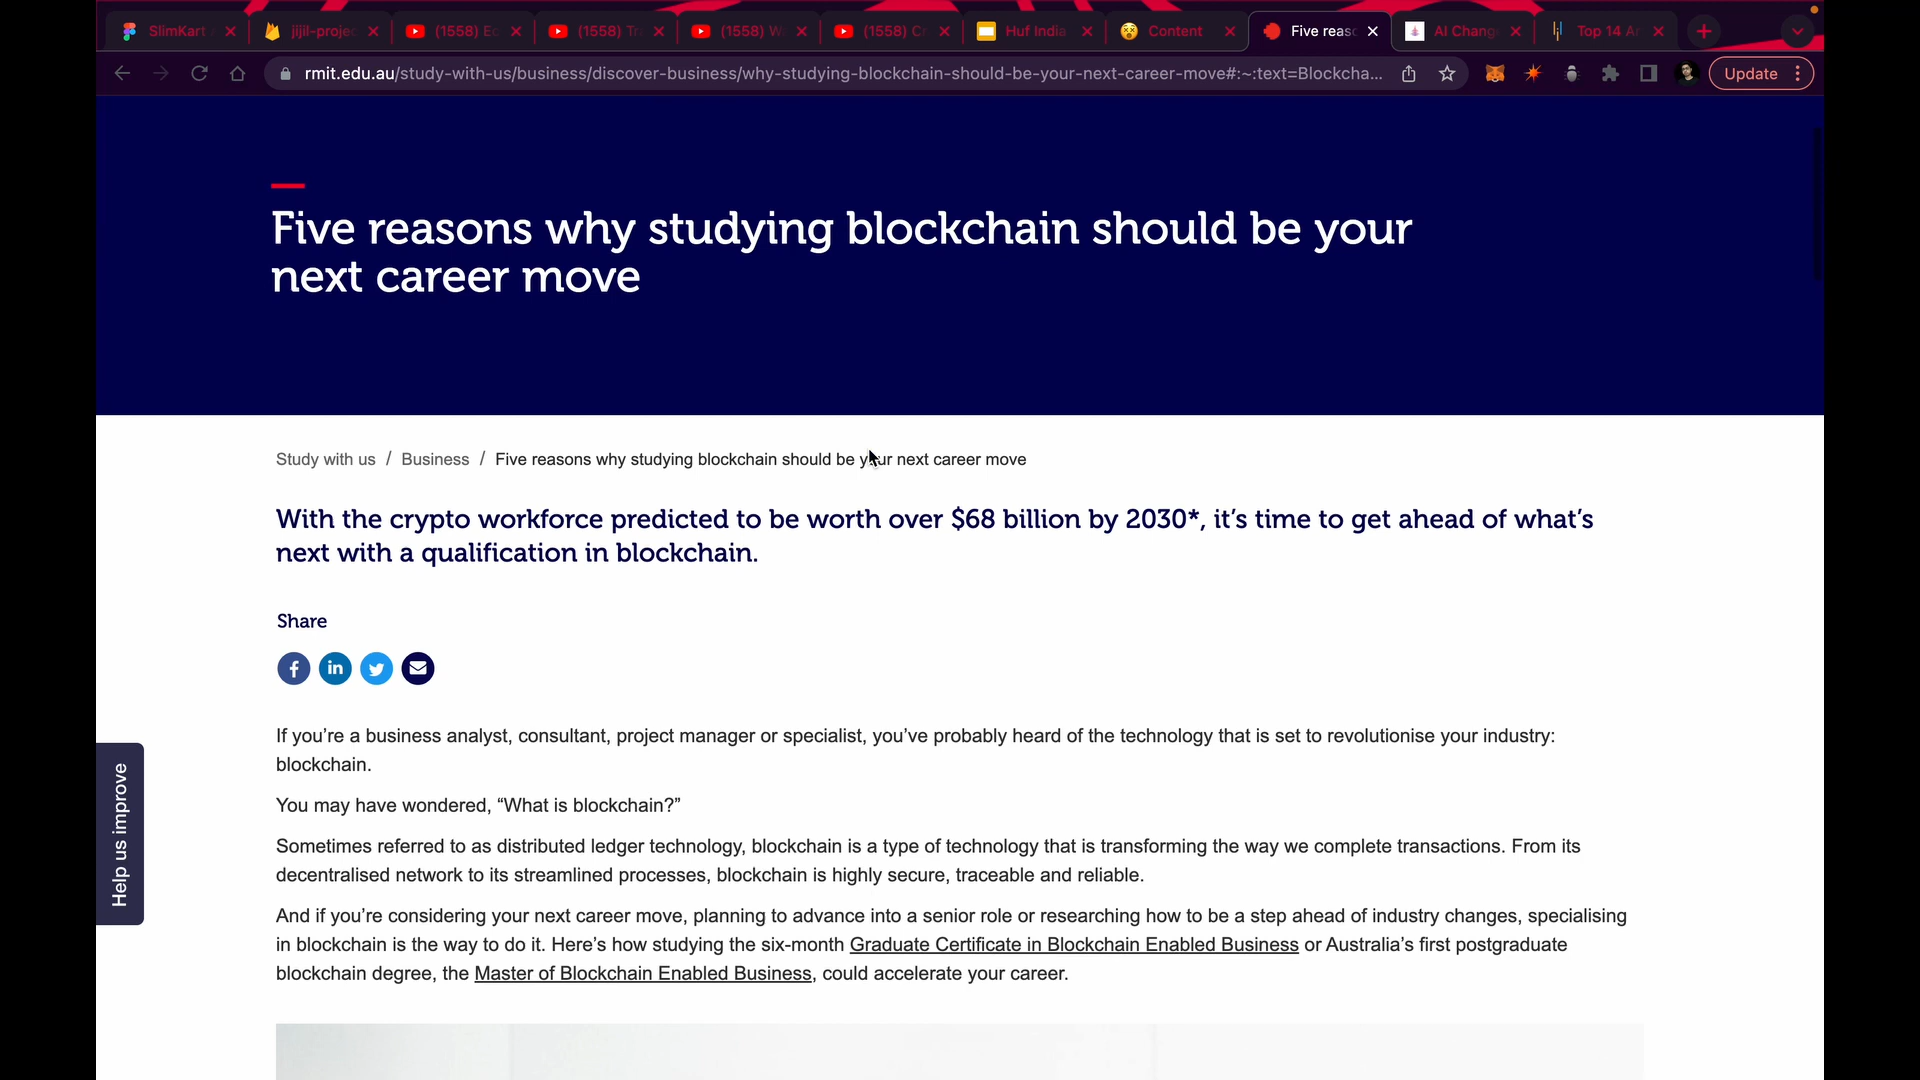 SlimKart
jijil-proje
(1558) Ec
(1558) Tr
(1558) W
(1558) C
Huf India
Content
Five reas
AI Chang
Top 14 A
rmit.edu.au/study-with-us/business/discover-business/why-studying-blockchain-should-be-your-next-career-move#:~:text=Blockcha...
Update
Five reasons why studying blockchain should be your
next career move
Study with us / Business / Five reasons why studying blockchain should be your next career move
With the crypto workforce predicted to be worth over $68 billion by 2030*, it’s time to get ahead of what’s
next with a qualification in blockchain.
Share
If you’re a business analyst, consultant, project manager or specialist, you’ve probably heard of the technology that is set to revolutionise your industry:
blockchain.
You may have wondered, “What is blockchain?”
Sometimes referred to as distributed ledger technology, blockchain is a type of technology that is transforming the way we complete transactions. From its
decentralised network to its streamlined processes, blockchain is highly secure, traceable and reliable.
And if you’re considering your next career move, planning to advance into a senior role or researching how to be a step ahead of industry changes, specialising
in blockchain is the way to do it. Here’s how studying the six-month Graduate Certificate in Blockchain Enabled Business or Australia’s first postgraduate
blockchain degree, the Master of Blockchain Enabled Business, could accelerate your career.
Help us improve